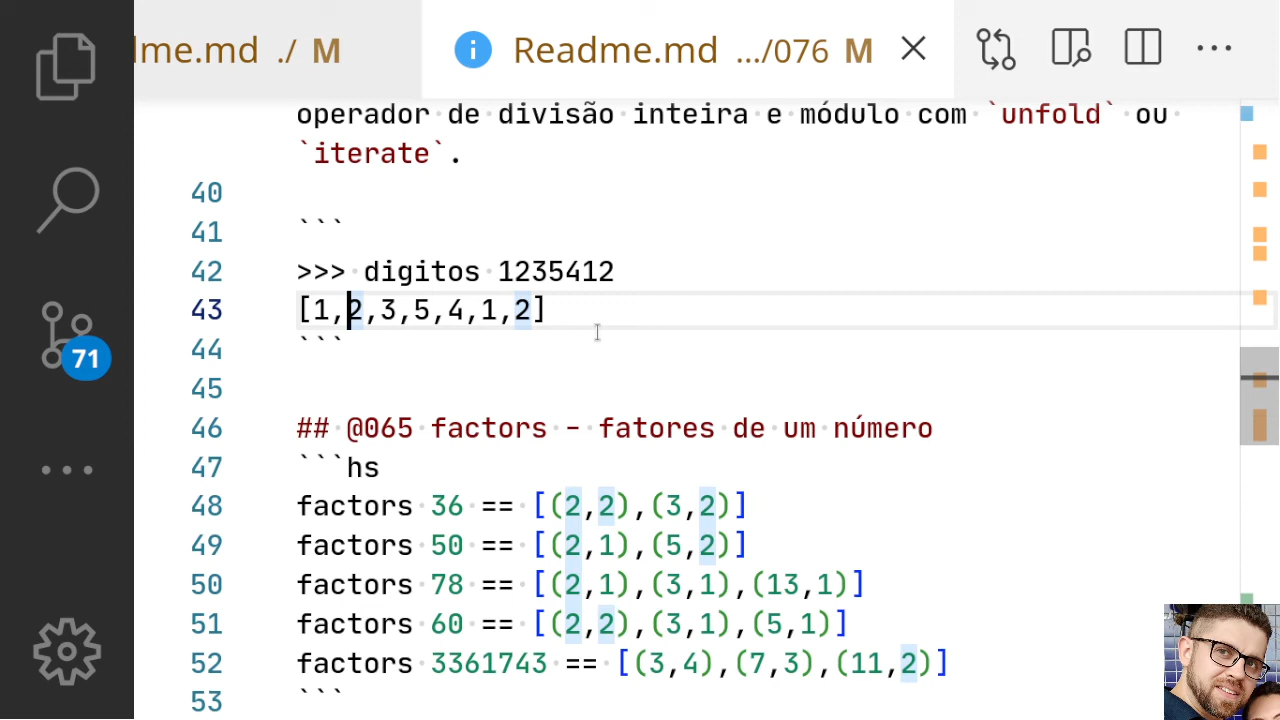 lme.md ./ M
Readme.md .../076 M
operador de divisão inteira e módulo com `unfold` ou
`iterate`.
40
41 ```
42 >>> digitos 1235412
43 [1,2,3,5,4,1,2]
44 ```
45
46 ## @065 factors - fatores de um número
47 ```hs
48 factors 36 == [(2,2),(3,2)]
49 factors 50 == [(2,1),(5,2)]
50 factors 78 == [(2,1),(3,1),(13,1)]
51 factors 60 == [(2,2),(3,1),(5,1)]
52 factors 3361743 == [(3,4),(7,3),(11,2)]
53 ```
71